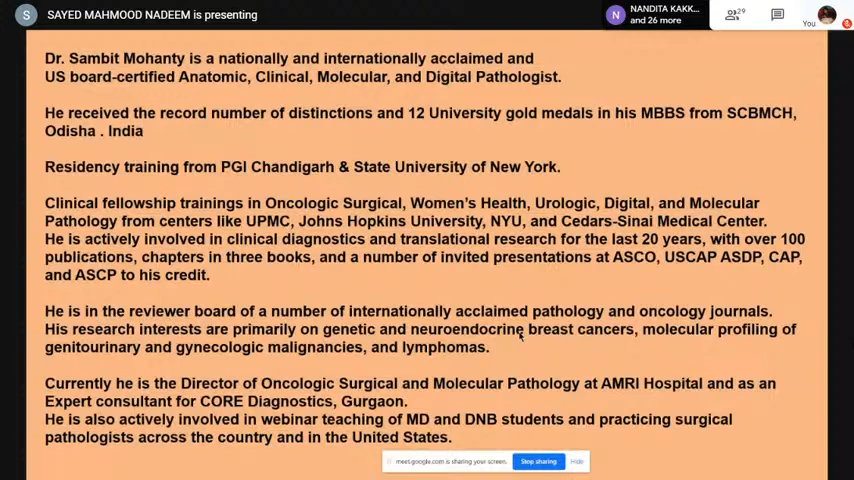 S SAYED MAHMOOD NADEEM is presenting
N NANDITA KAKK...
and 26 more
29
You
Dr. Sambit Mohanty is a nationally and internationally acclaimed and
US board-certified Anatomic, Clinical, Molecular, and Digital Pathologist.
He received the record number of distinctions and 12 University gold medals in his MBBS from SCBMCH,
Odisha . India
Residency training from PGI Chandigarh & State University of New York.
Clinical fellowship trainings in Oncologic Surgical, Women's Health, Urologic, Digital, and Molecular
Pathology from centers like UPMC, Johns Hopkins University, NYU, and Cedars-Sinai Medical Center.
He is actively involved in clinical diagnostics and translational research for the last 20 years, with over 100
publications, chapters in three books, and a number of invited presentations at ASCO, USCAP ASDP, CAP,
and ASCP to his credit.
He is in the reviewer board of a number of internationally acclaimed pathology and oncology journals.
His research interests are primarily on genetic and neuroendocrine breast cancers, molecular profiling of
genitourinary and gynecologic malignancies, and lymphomas.
Currently he is the Director of Oncologic Surgical and Molecular Pathology at AMRI Hospital and as an
Expert consultant for CORE Diagnostics, Gurgaon.
He is also actively involved in webinar teaching of MD and DNB students and practicing surgical
pathologists across the country and in the United States.
meet.google.com is sharing your screen. Stop sharing Hide